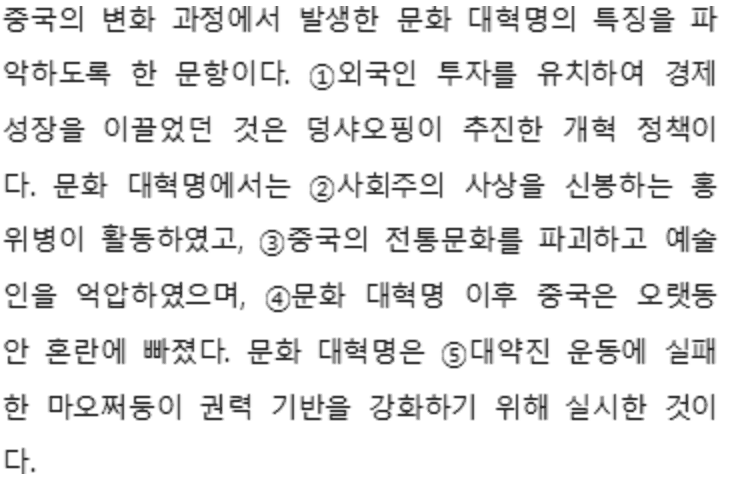 중국의 변화 과정에서 발생한 문화 대혁명의 특징을 파
악하도록 한 문항이다. ①외국인 투자를 유치하여 경제
성장을 이끌었던 것은 덩샤오핑이 추진한 개혁 정책이
다. 문화 대혁명에서는 ②사회주의 사상을 신봉하는 홍
위병이 활동하였고, ③중국의 전통문화를 파괴하고 예술
인을 억압하였으며, ④문화 대혁명 이후 중국은 오랫동
안 혼란에 빠졌다. 문화 대혁명은 ⑤대약진 운동에 실패
한 마오쩌둥이 권력 기반을 강화하기 위해 실시한 것이
다.